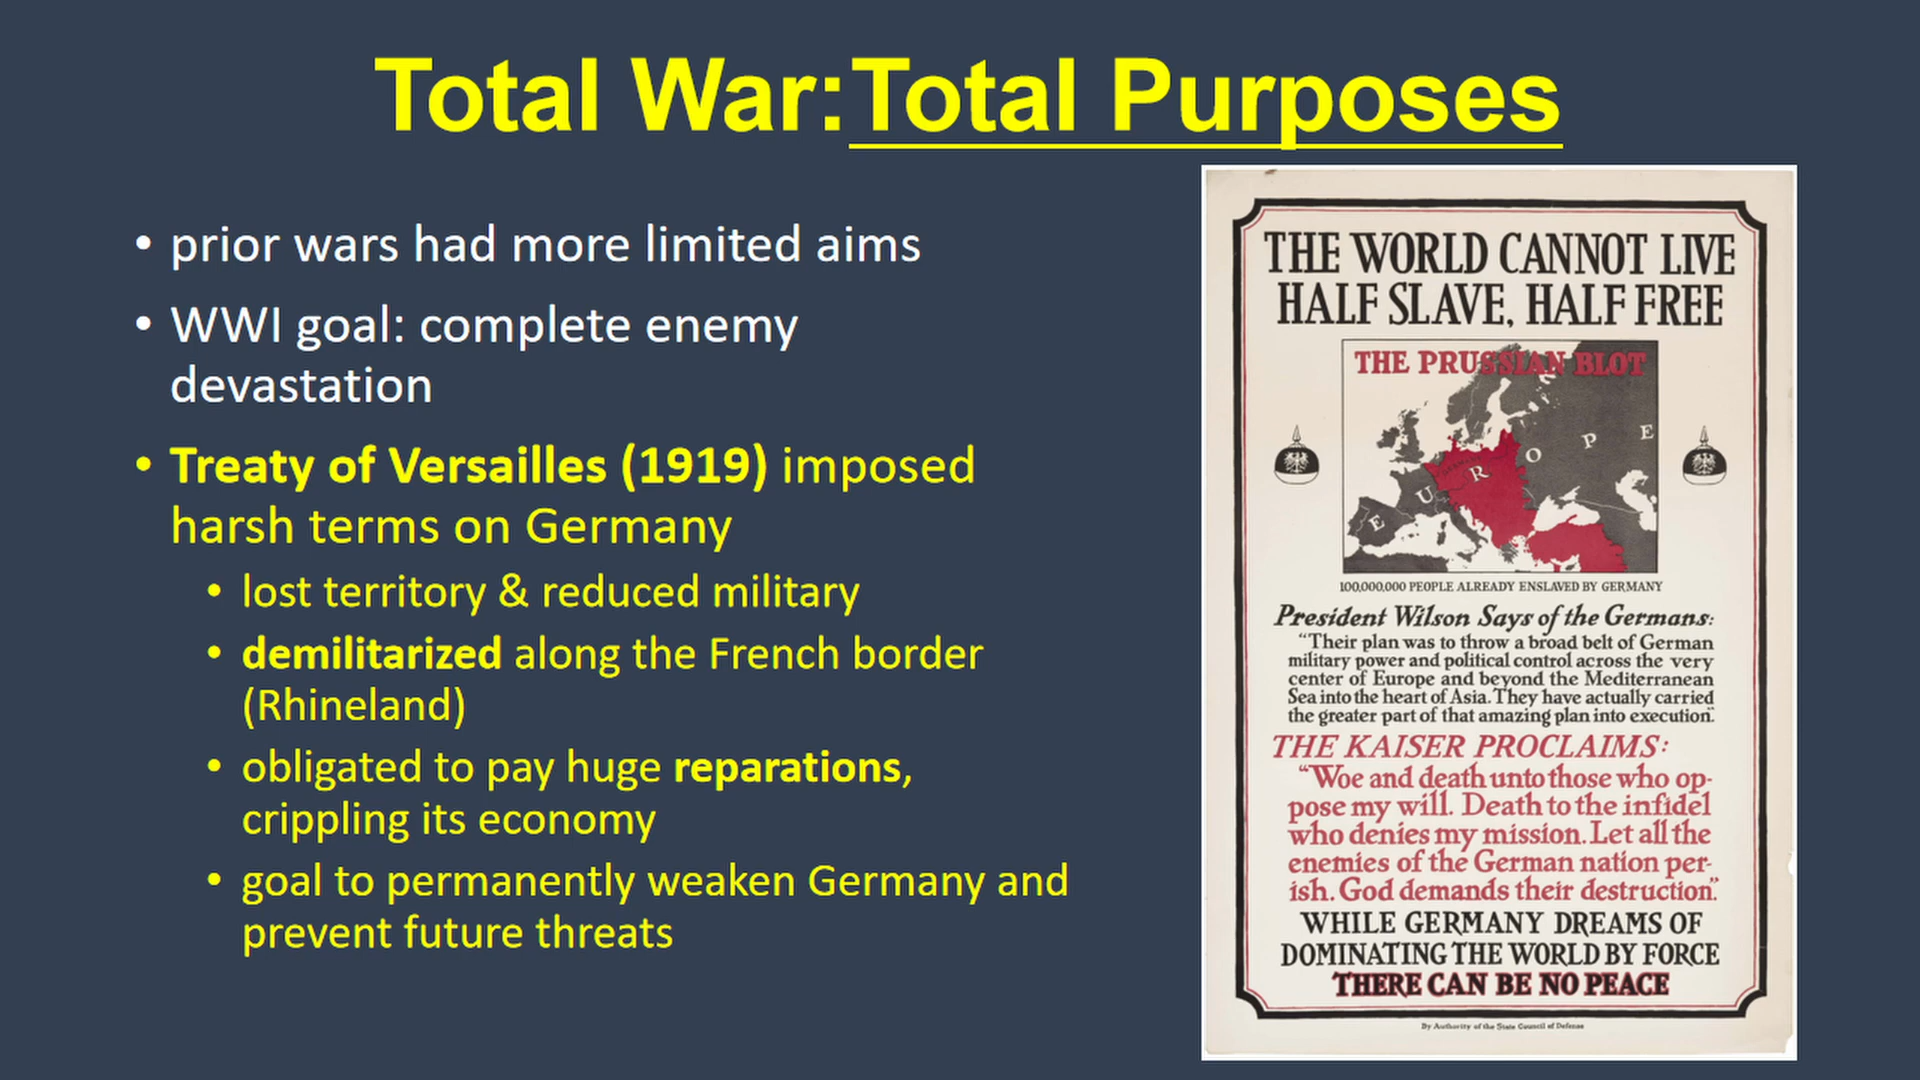 Total War:Total Purposes
• prior wars had more limited aims
• WWI goal: complete enemy
devastation
• Treaty of Versailles (1919) imposed
harsh terms on Germany
• lost territory & reduced military
• demilitarized along the French border
(Rhineland)
• obligated to pay huge reparations,
crippling its economy
• goal to permanently weaken Germany and
prevent future threats
THE WORLD CANNOT LIVE
HALF SLAVE, HALF FREE
THE PRUSSIAN BLOT
EUROPE
100,000,000 PEOPLE ALREADY ENSLAVED BY GERMANY
President Wilson Says of the Germans:
"Their plan was to throw a broad belt of German
military power and political control across the very
center of Europe and beyond the Mediterranean
Sea into the heart of Asia. They have actually carried
the greater part of that amazing plan into execution."
THE KAISER PROCLAIMS:
"Woe and death unto those who op-
pose my will. Death to the infidel
who denies my mission. Let all the
enemies of the German nation per-
ish. God demands their destruction."
WHILE GERMANY DREAMS OF
DOMINATING THE WORLD BY FORCE
THERE CAN BE NO PEACE
By Authority of the State Council of Defense